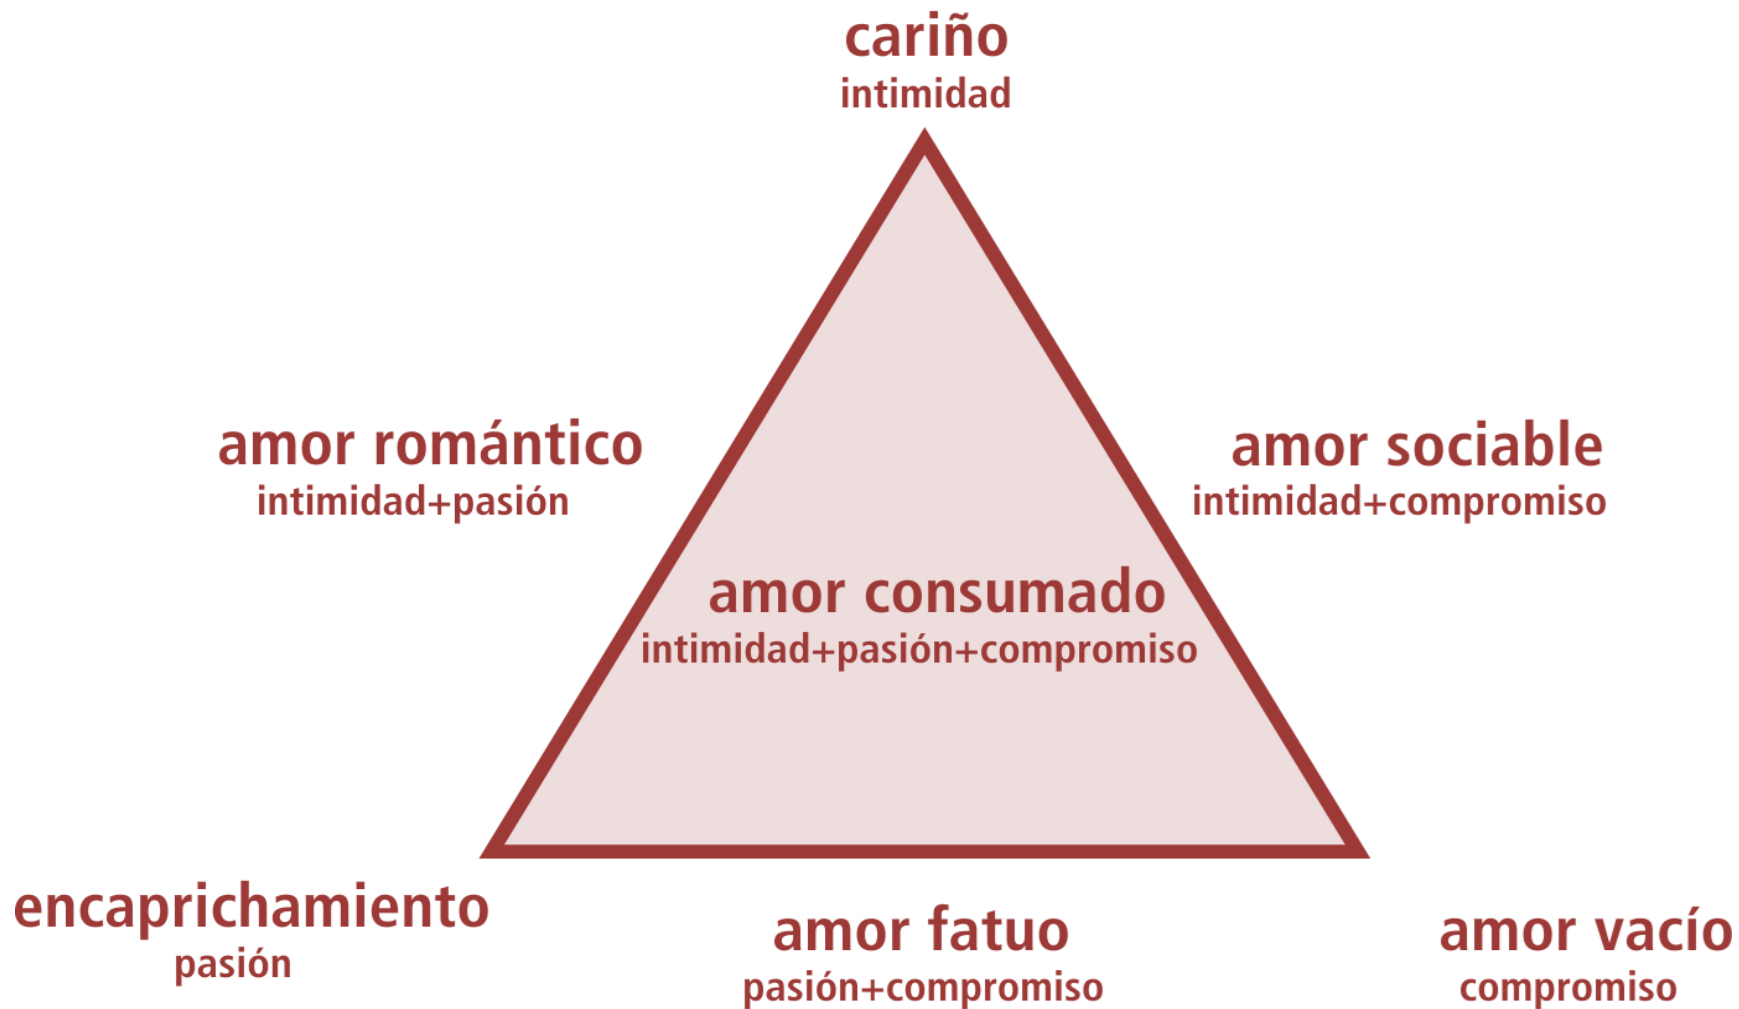 cariño
intimidad
amor romántico
intimidad+pasión
amor sociable
intimidad+compromiso
amor consumado
intimidad+pasión+compromiso
encaprichamiento
pasión
amor fatuo
pasión+compromiso
amor vacío
compromiso